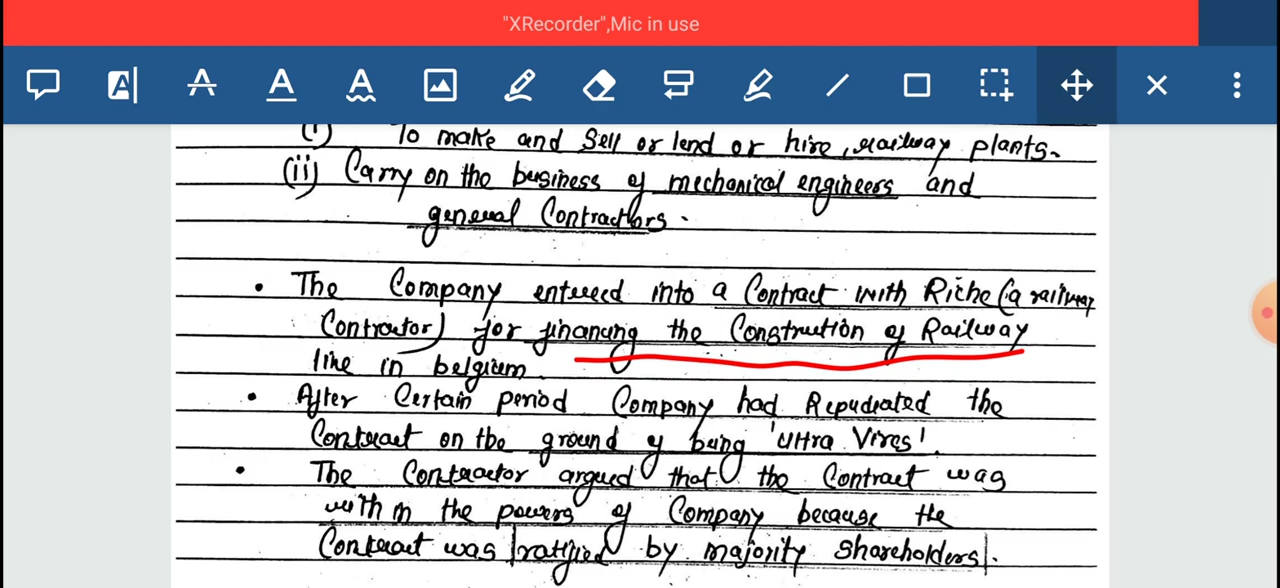 "XRecorder",Mic in use
(i) To make and Sell or lend or hire, railway plants.
(ii) Carry on the business of mechanical engineers and
general Contractors.
• The Company entered into a Contract with Riche (a railway
Contractor) for financing the Construction of Railway
line in belgium.
• After Certain period Company had Repudiated the
Contract on the ground of being 'Ultra Vires'.
• The Contractor argued that the Contract was
with in the powers of Company because the
Contract was ratified by majority shareholders.